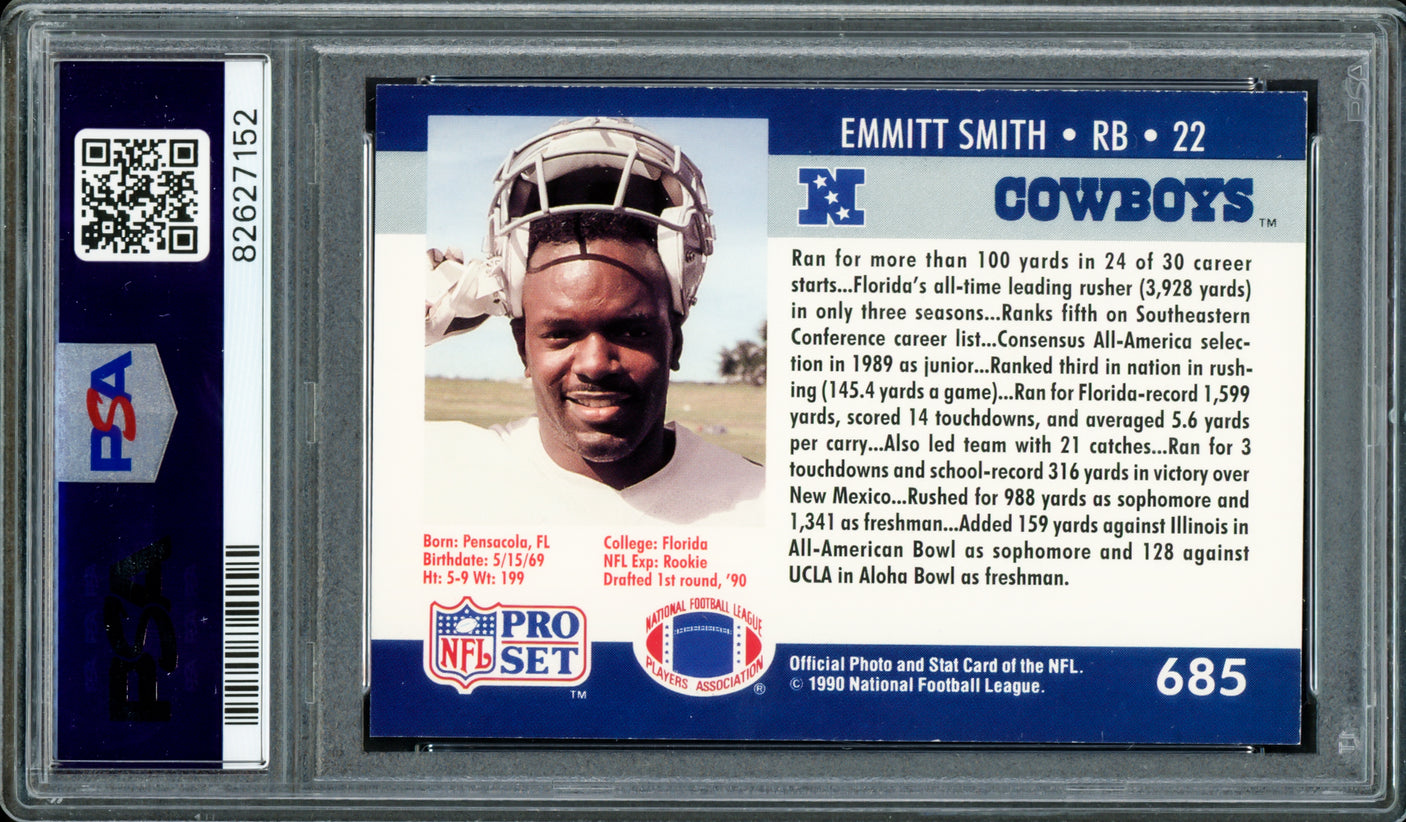 82627152
PSA
PSA
PSA
EMMITT SMITH • RB • 22
COWBOYS™
Ran for more than 100 yards in 24 of 30 career
starts...Florida's all-time leading rusher (3,928 yards)
in only three seasons...Ranks fifth on Southeastern
Conference career list...Consensus All-America selec-
tion in 1989 as junior...Ranked third in nation in rush-
ing (145.4 yards a game)...Ran for Florida-record 1,599
yards, scored 14 touchdowns, and averaged 5.6 yards
per carry...Also led team with 21 catches...Ran for 3
touchdowns and school-record 316 yards in victory over
New Mexico...Rushed for 988 yards as sophomore and
1,341 as freshman...Added 159 yards against Illinois in
All-American Bowl as sophomore and 128 against
UCLA in Aloha Bowl as freshman.
Born: Pensacola, FL
Birthdate: 5/15/69
Ht: 5-9 Wt: 199
College: Florida
NFL Exp: Rookie
Drafted 1st round, '90
NFL PRO SET™
NATIONAL FOOTBALL LEAGUE
PLAYERS ASSOCIATION®
Official Photo and Stat Card of the NFL.
© 1990 National Football League.
685